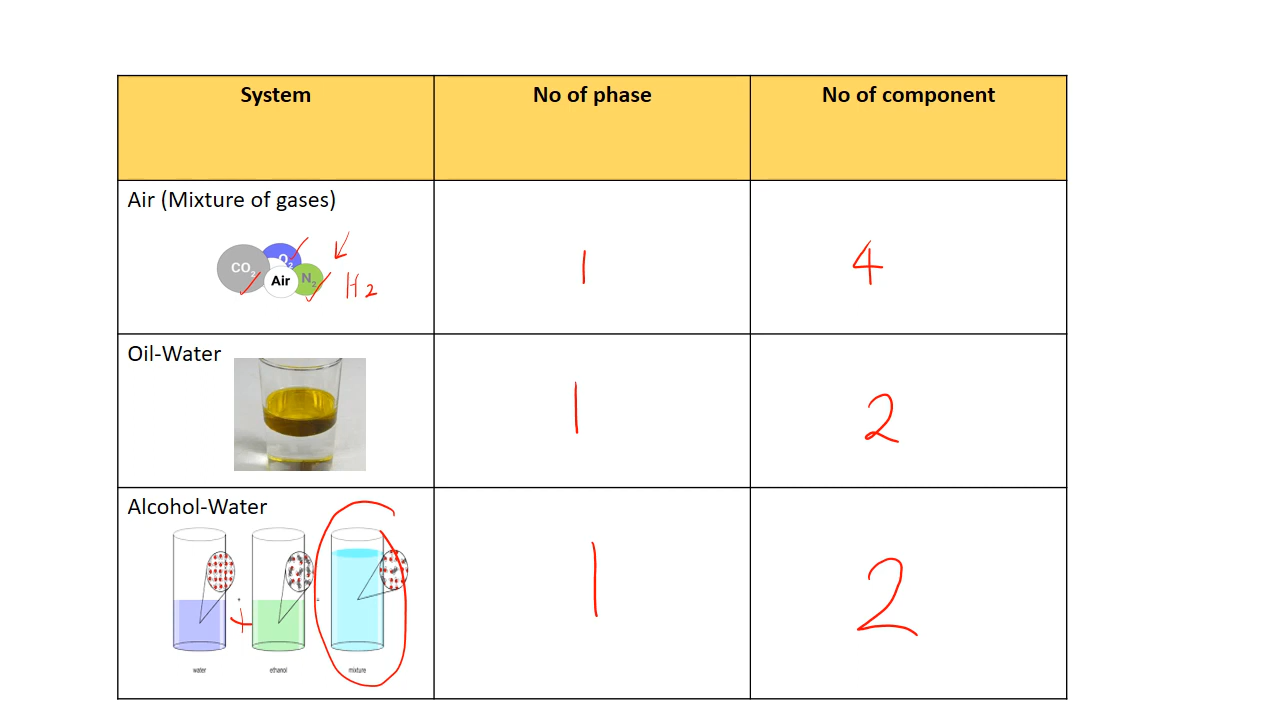 System No of phase No of component
Air (Mixture of gases)
CO2 O2 Air N2 H2 1 4
Oil-Water
1 2
Alcohol-Water
+ 1 2
water ethanol mixture